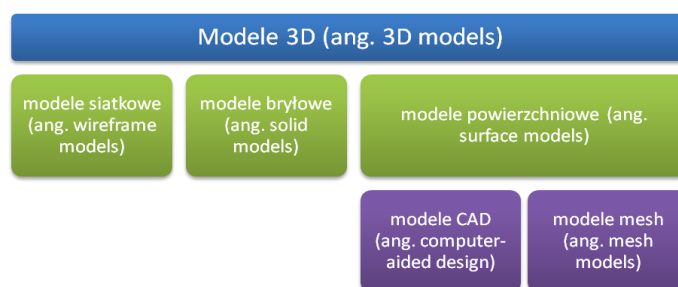 Modele 3D (ang. 3D models)
modele siatkowe
(ang. wireframe
models)
modele bryłowe
(ang. solid
models)
modele powierzchniowe (ang.
surface models)
modele CAD
(ang. computer-
aided design)
modele mesh
(ang. mesh
models)